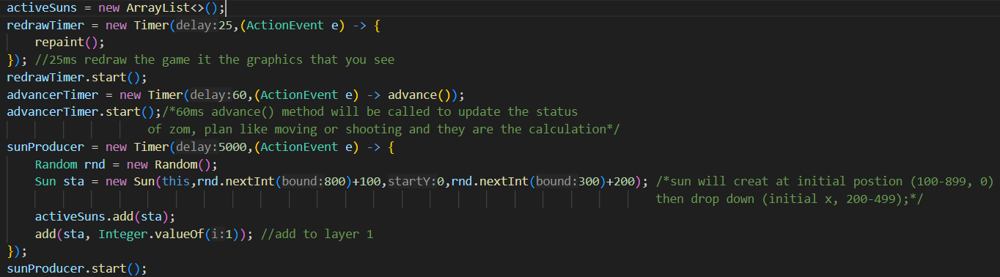 activeSuns = new ArrayList<>();
redrawTimer = new Timer(delay:25,(ActionEvent e) -> {
    repaint();
}); //25ms redraw the game it the graphics that you see
redrawTimer.start();
advancerTimer = new Timer(delay:60,(ActionEvent e) -> advance());
advancerTimer.start();/*60ms advance() method will be called to update the status
                    of zom, plan like moving or shooting and they are the calculation*/
sunProducer = new Timer(delay:5000,(ActionEvent e) -> {
    Random rnd = new Random();
    Sun sta = new Sun(this,rnd.nextInt(bound:800)+100,startY:0,rnd.nextInt(bound:300)+200); /*sun will creat at initial postion (100-899, 0)
                                                                                            then drop down (initial x, 200-499);*/
    activeSuns.add(sta);
    add(sta, Integer.valueOf(i:1)); //add to layer 1
});
sunProducer.start();